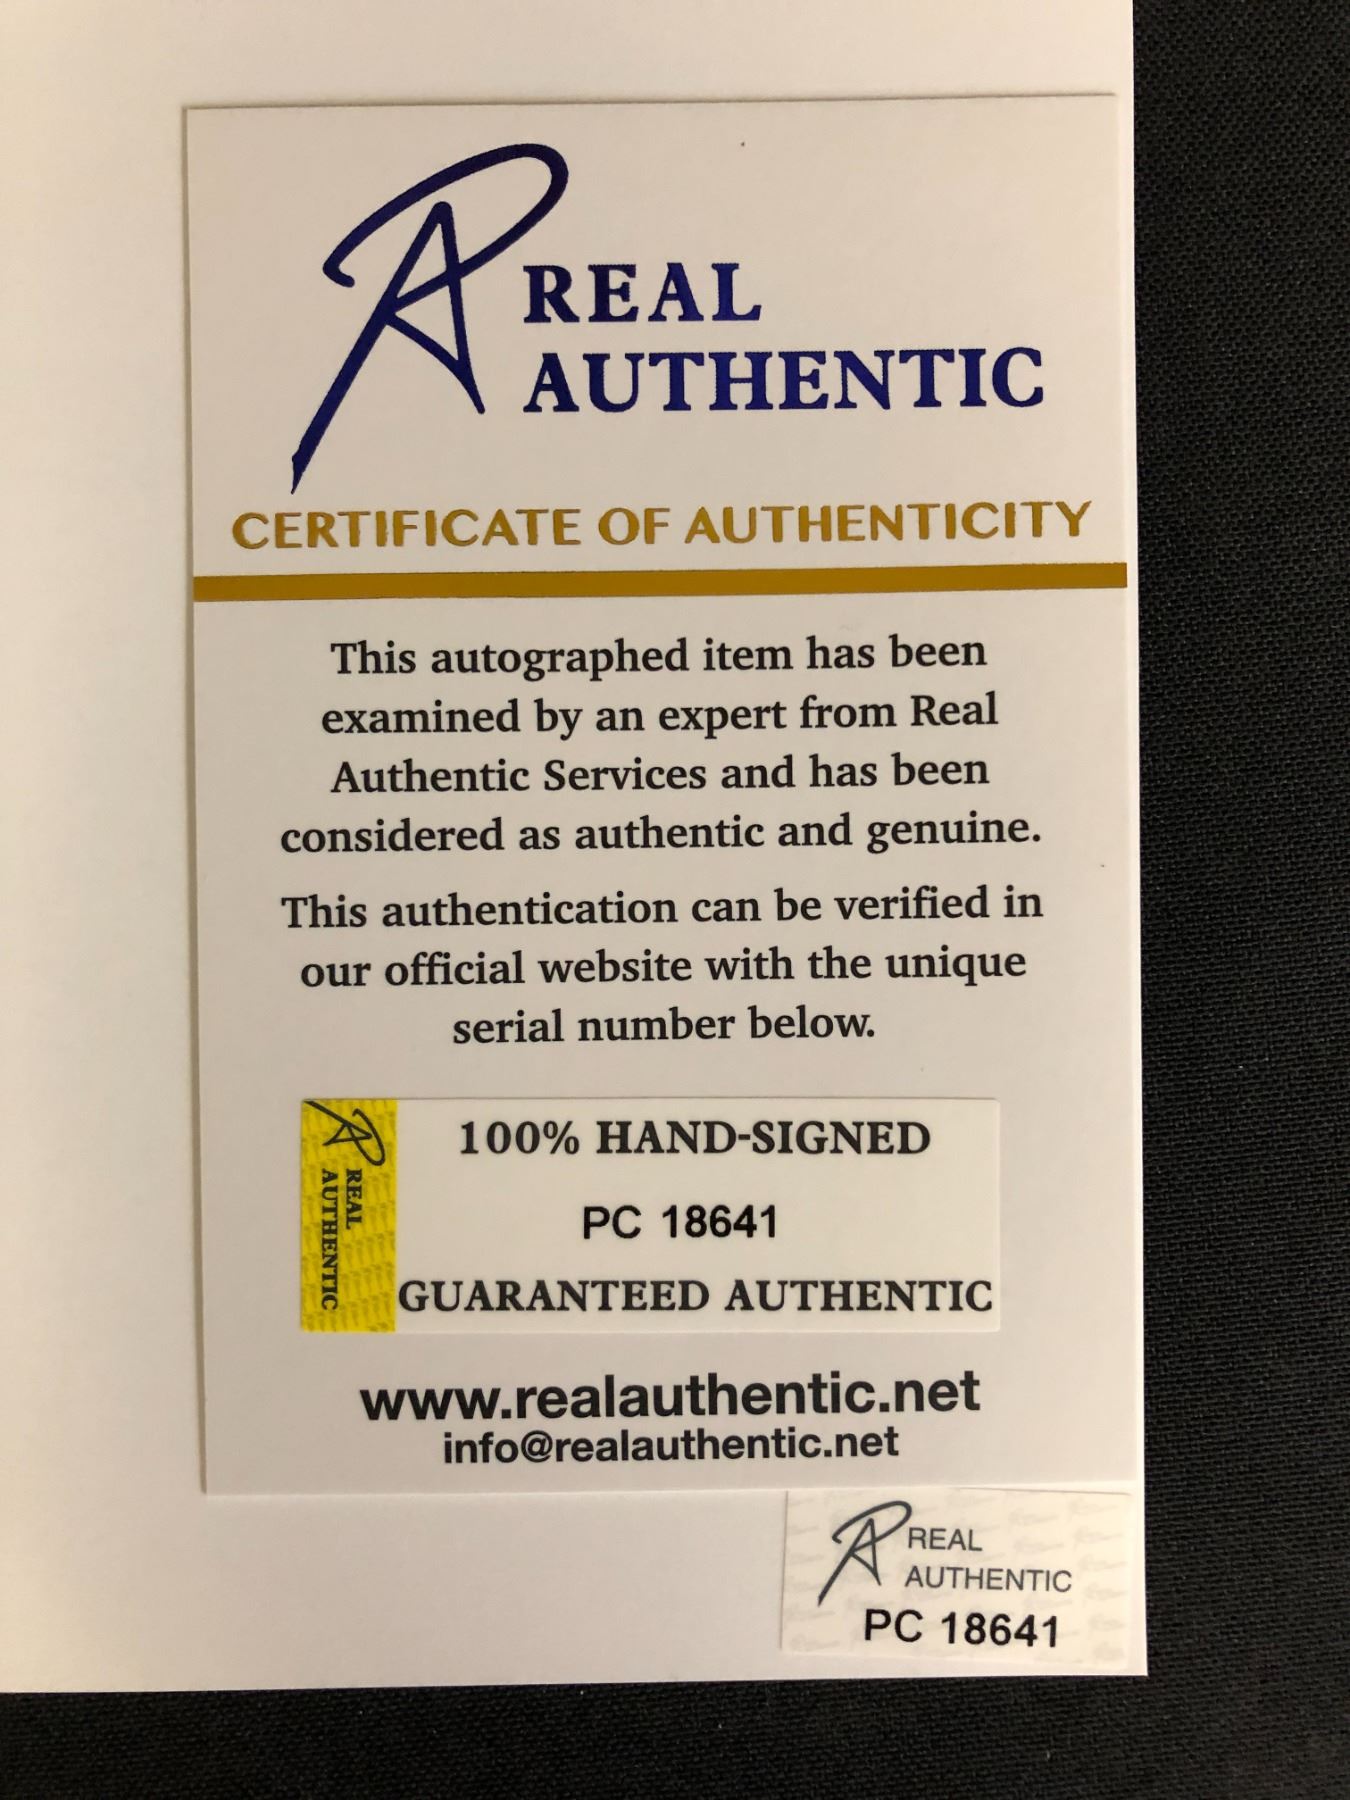 REAL
AUTHENTIC
CERTIFICATE OF AUTHENTICITY
This autographed item has been
examined by an expert from Real
Authentic Services and has been
considered as authentic and genuine.
This authentication can be verified in
our official website with the unique
serial number below.
REAL
AUTHENTIC
100% HAND-SIGNED
PC 18641
GUARANTEED AUTHENTIC
www.realauthentic.net
info@realauthentic.net
REAL
AUTHENTIC
PC 18641